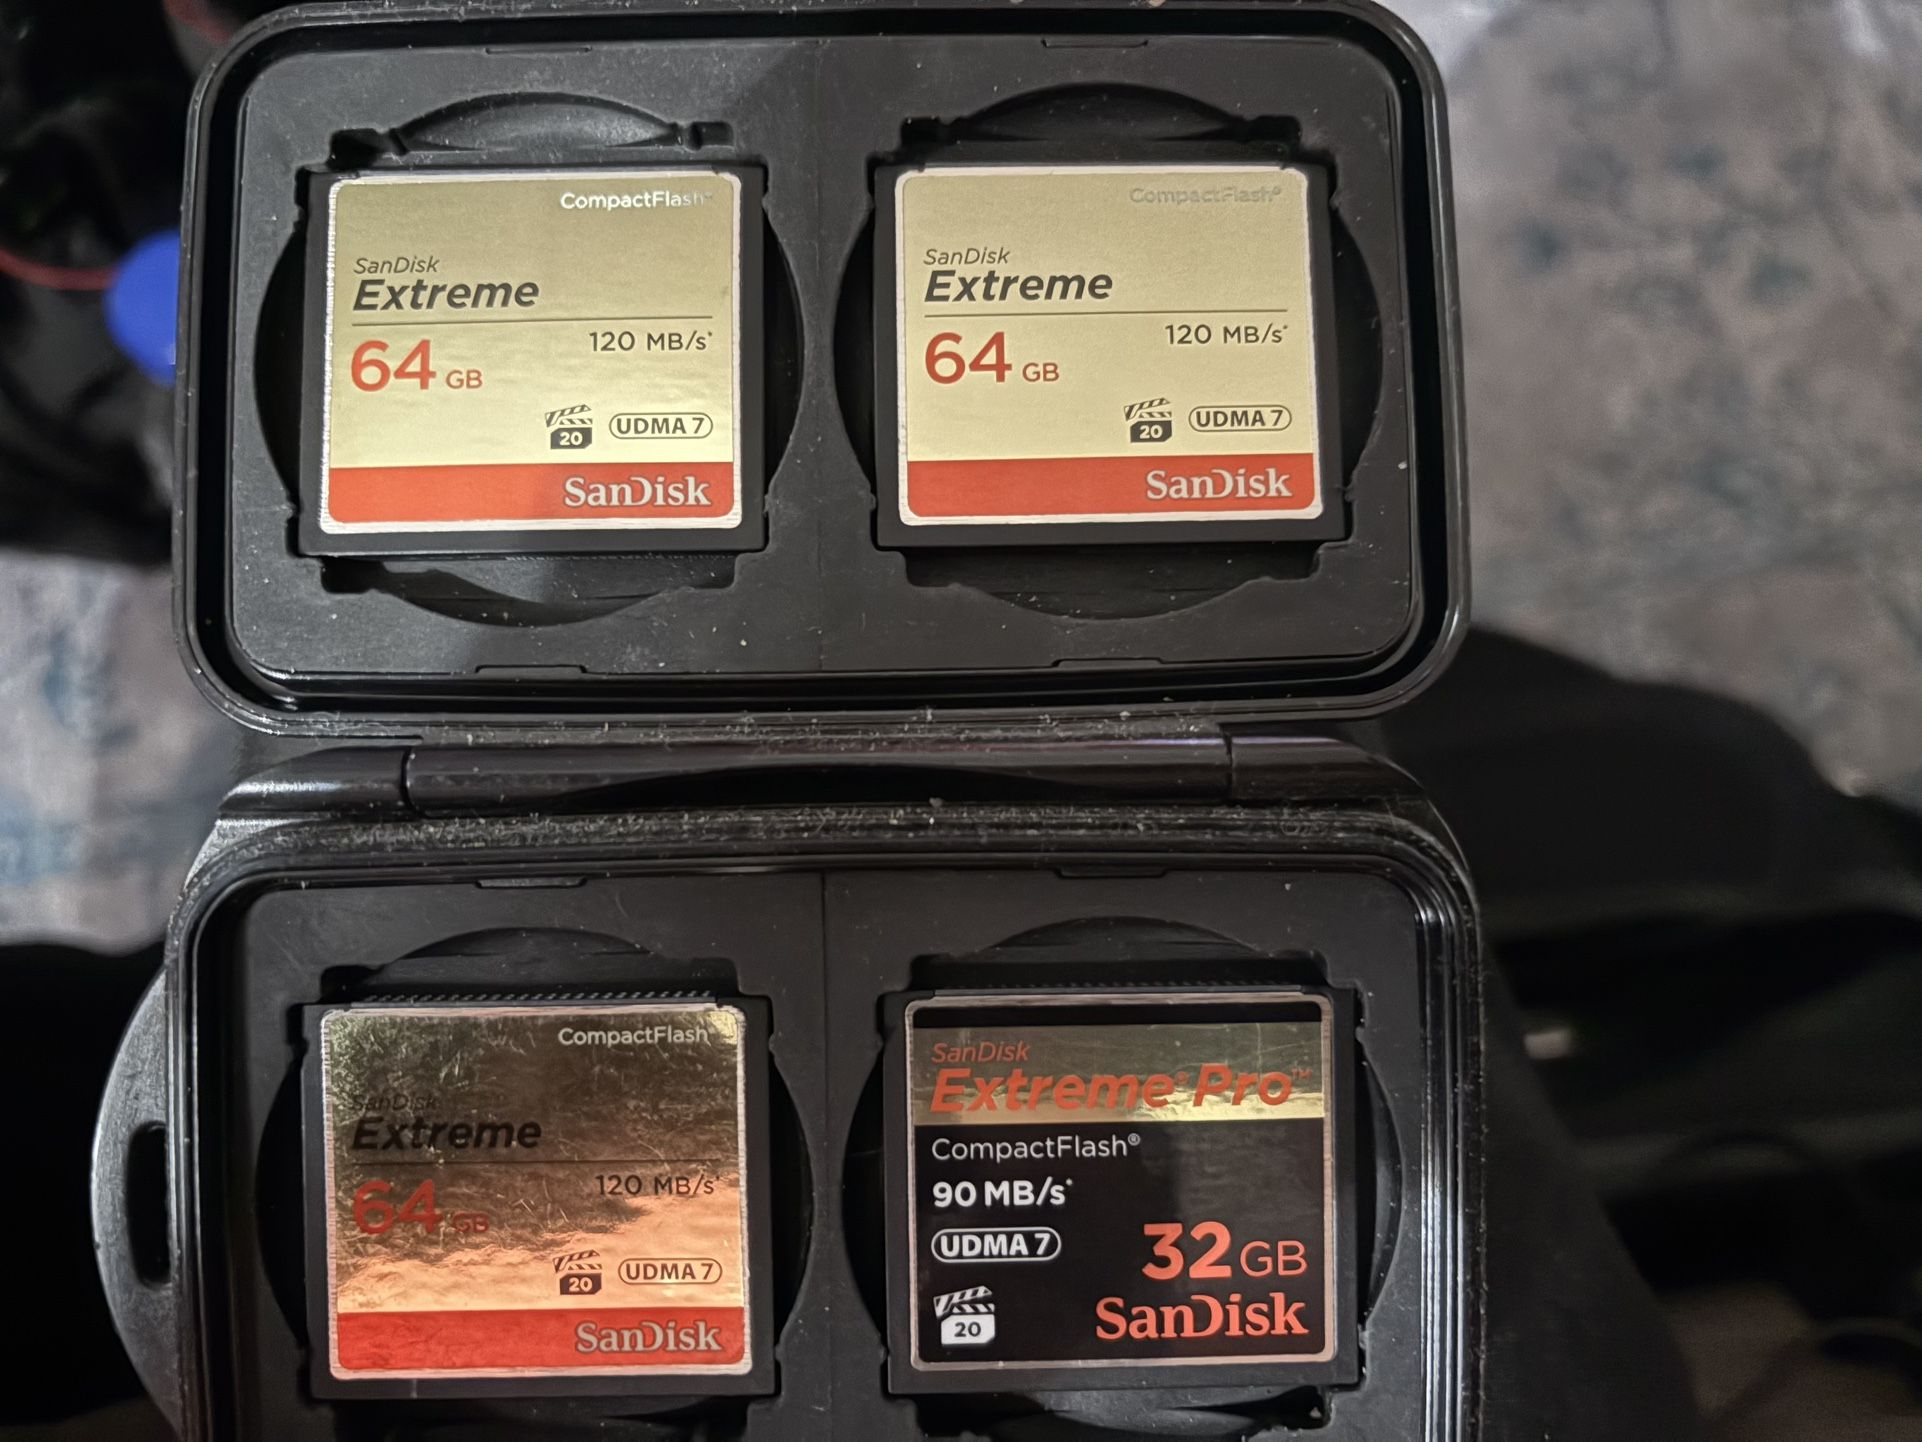 CompactFlash®
SanDisk
Extreme
120 MB/s*
64 GB
20 UDMA 7
SanDisk
CompactFlash®
SanDisk
Extreme
120 MB/s*
64 GB
20 UDMA 7
SanDisk
CompactFlash®
SanDisk
Extreme
120 MB/s*
64 GB
20 UDMA 7
SanDisk
SanDisk
Extreme® Pro™
CompactFlash®
90 MB/s*
UDMA 7
32 GB
20
SanDisk